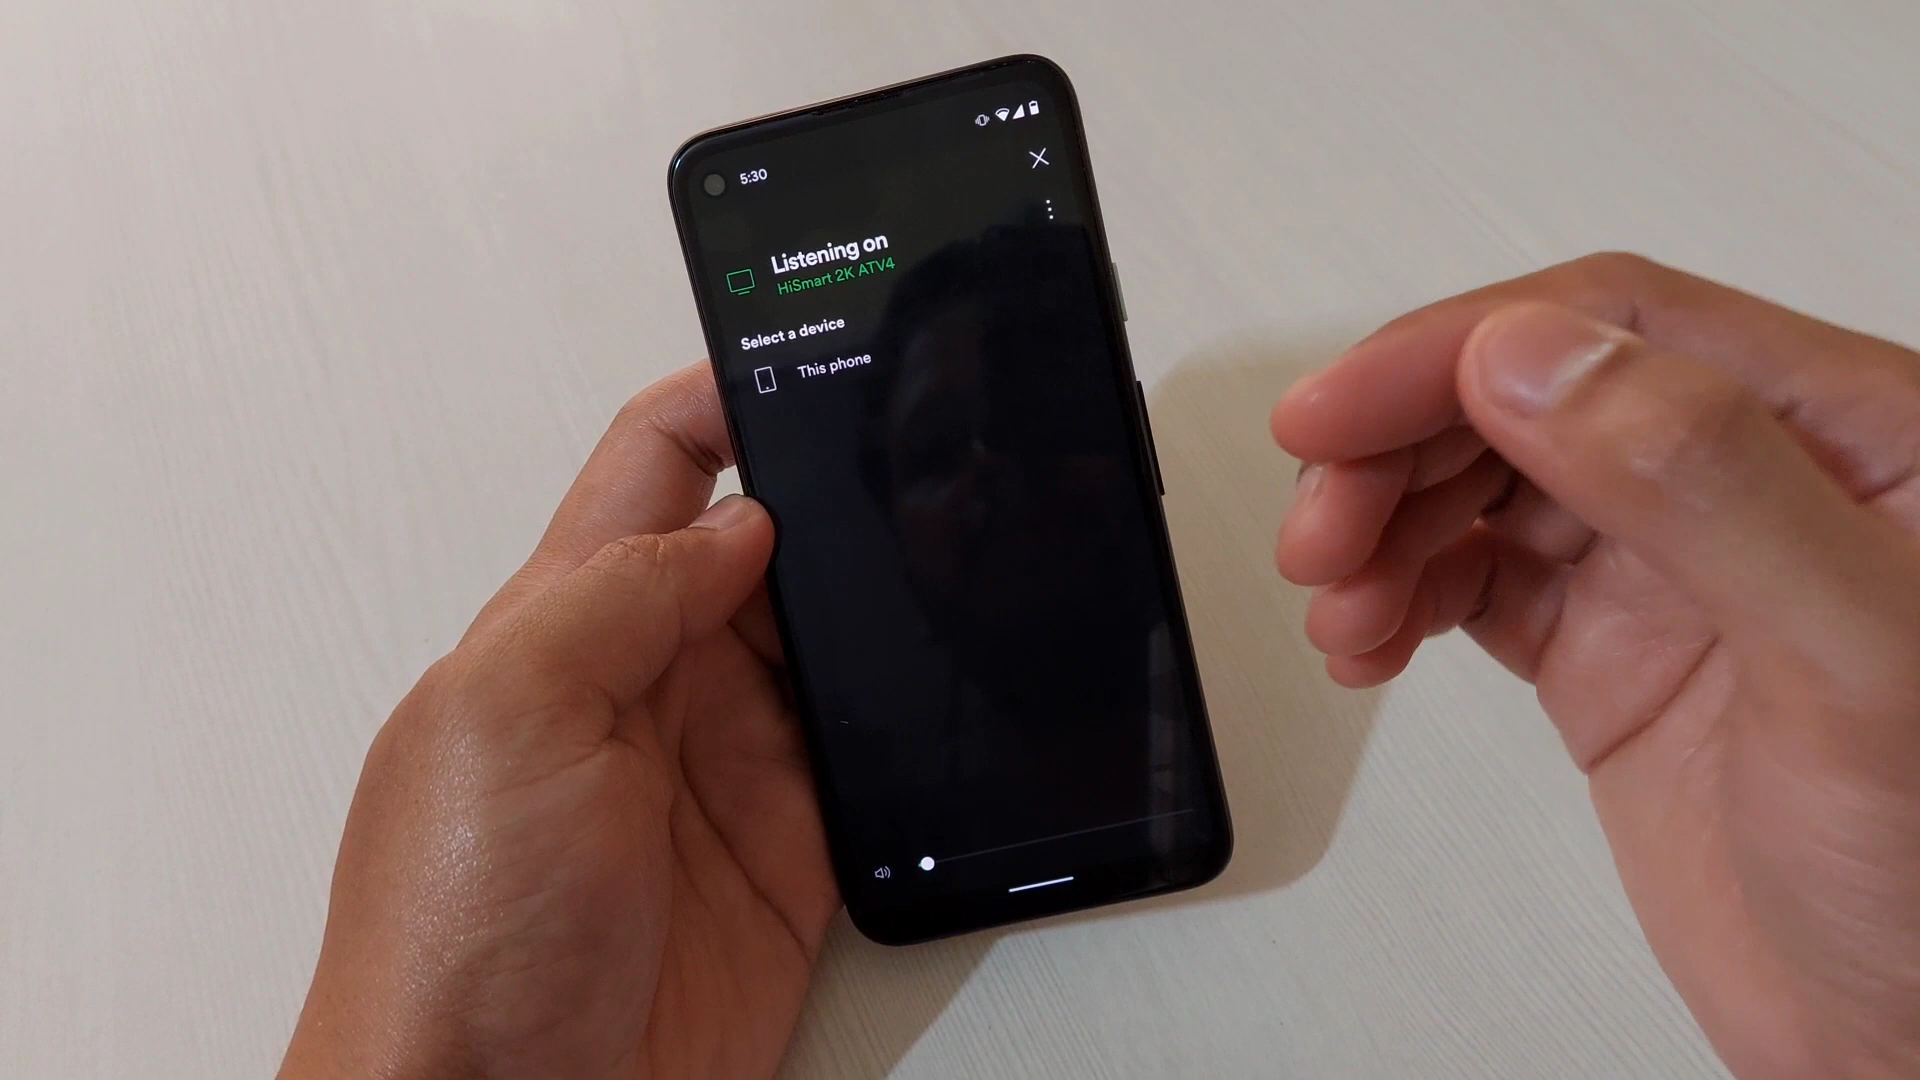 5:30
Listening on
HiSmart 2K ATV4
Select a device
This phone